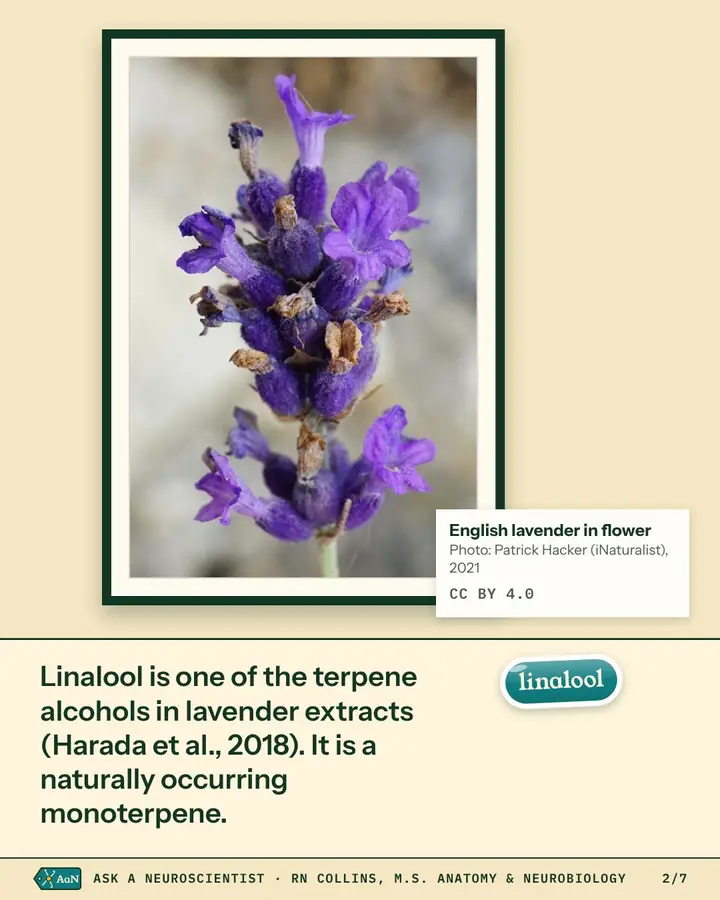 English lavender in flower
Photo: Patrick Hacker (iNaturalist),
2021
CC BY 4.0
Linalool is one of the terpene
alcohols in lavender extracts
(Harada et al., 2018). It is a
naturally occurring
monoterpene.
linalool
AaN
ASK A NEUROSCIENTIST · RN COLLINS, M.S. ANATOMY & NEUROBIOLOGY
2/7